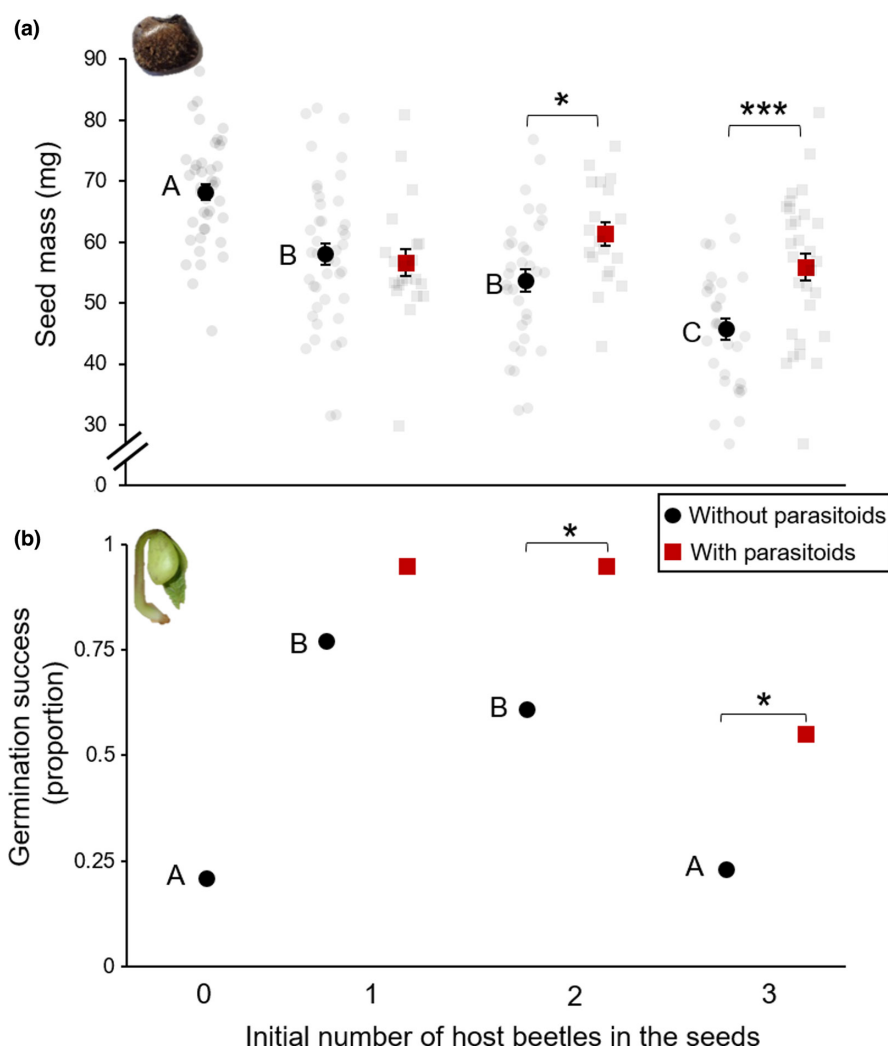 (a)
90
80
70
60
50
40
30
0
Seed mass (mg)
A
B
B
*
C
***
Without parasitoids
With parasitoids
(b)
1
0.75
0.5
0.25
0
Germination success
(proportion)
A
B
B
*
A
*
0 1 2 3
Initial number of host beetles in the seeds